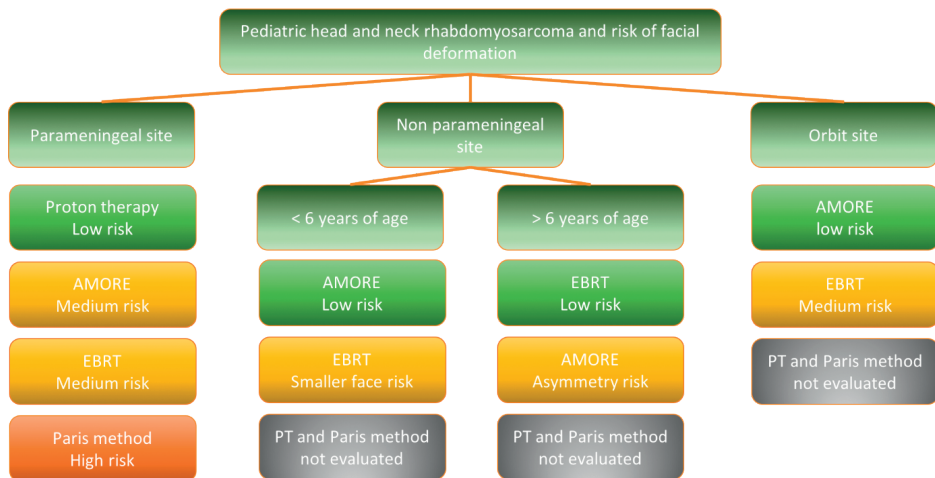 Pediatric head and neck rhabdomyosarcoma and risk of facial
deformation
Parameningeal site
Non parameningeal
site
Orbit site
Proton therapy
Low risk
AMORE
Medium risk
EBRT
Medium risk
Paris method
High risk
< 6 years of age
AMORE
Low risk
EBRT
Smaller face risk
PT and Paris method
not evaluated
> 6 years of age
EBRT
Low risk
AMORE
Asymmetry risk
PT and Paris method
not evaluated
AMORE
low risk
EBRT
Medium risk
PT and Paris method
not evaluated